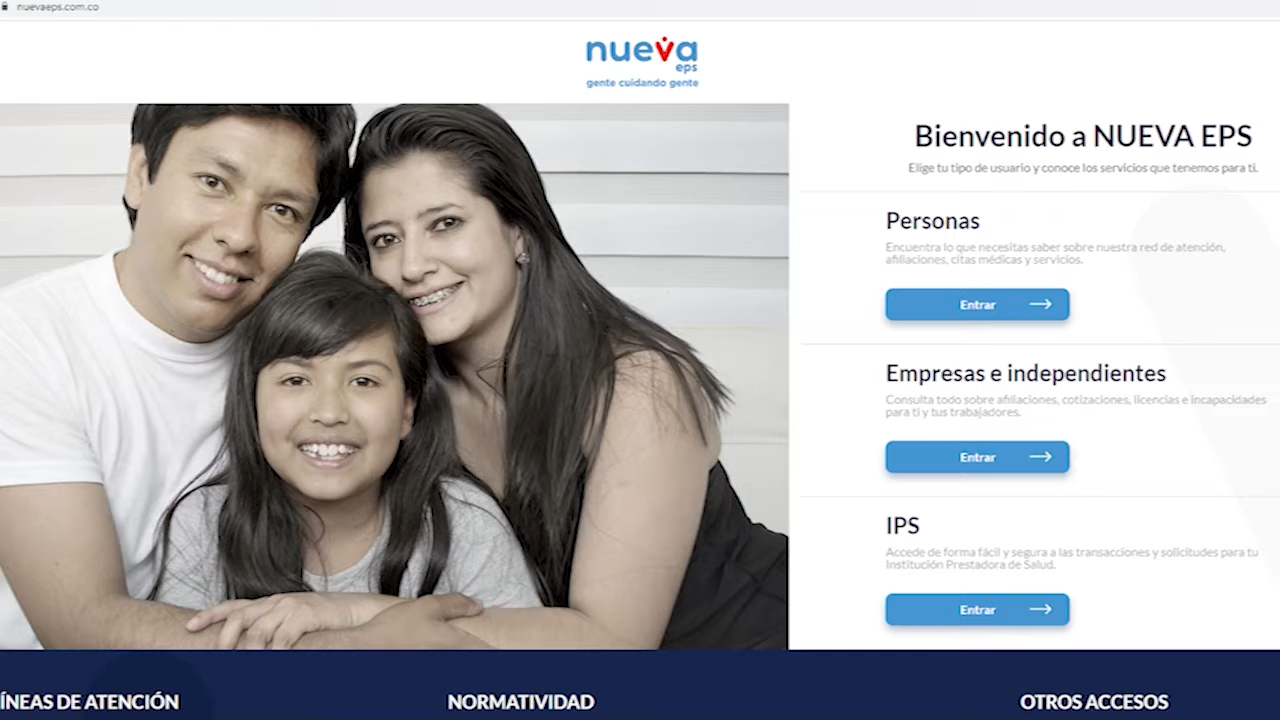 nuevaeps.com.co
nueva
eps
gente cuidando gente
Bienvenido a NUEVA EPS
Elige tu tipo de usuario y conoce los servicios que tenemos para ti.
Personas
Encuentra lo que necesitas saber sobre nuestra red de atención,
afiliaciones, citas médicas y servicios.
Entrar
Empresas e independientes
Consulta todo sobre afiliaciones, cotizaciones, licencias e incapacidades
para ti y tus trabajadores.
Entrar
IPS
Accede de forma fácil y segura a las transacciones y solicitudes para tu
Institución Prestadora de Salud.
Entrar
ÍNEAS DE ATENCIÓN
NORMATIVIDAD
OTROS ACCESOS